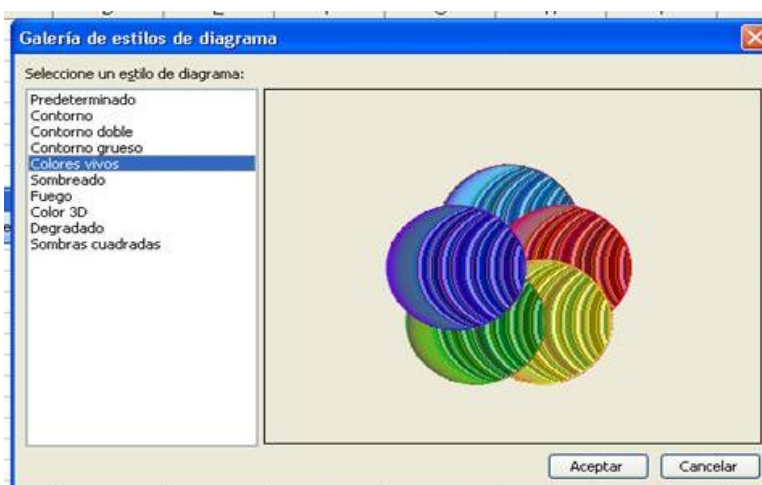 Galería de estilos de diagrama
Seleccione un estilo de diagrama:
Predeterminado
Contorno
Contorno doble
Contorno grueso
Colores vivos
Sombreado
Fuego
Color 3D
Degradado
Sombras cuadradas
Aceptar
Cancelar